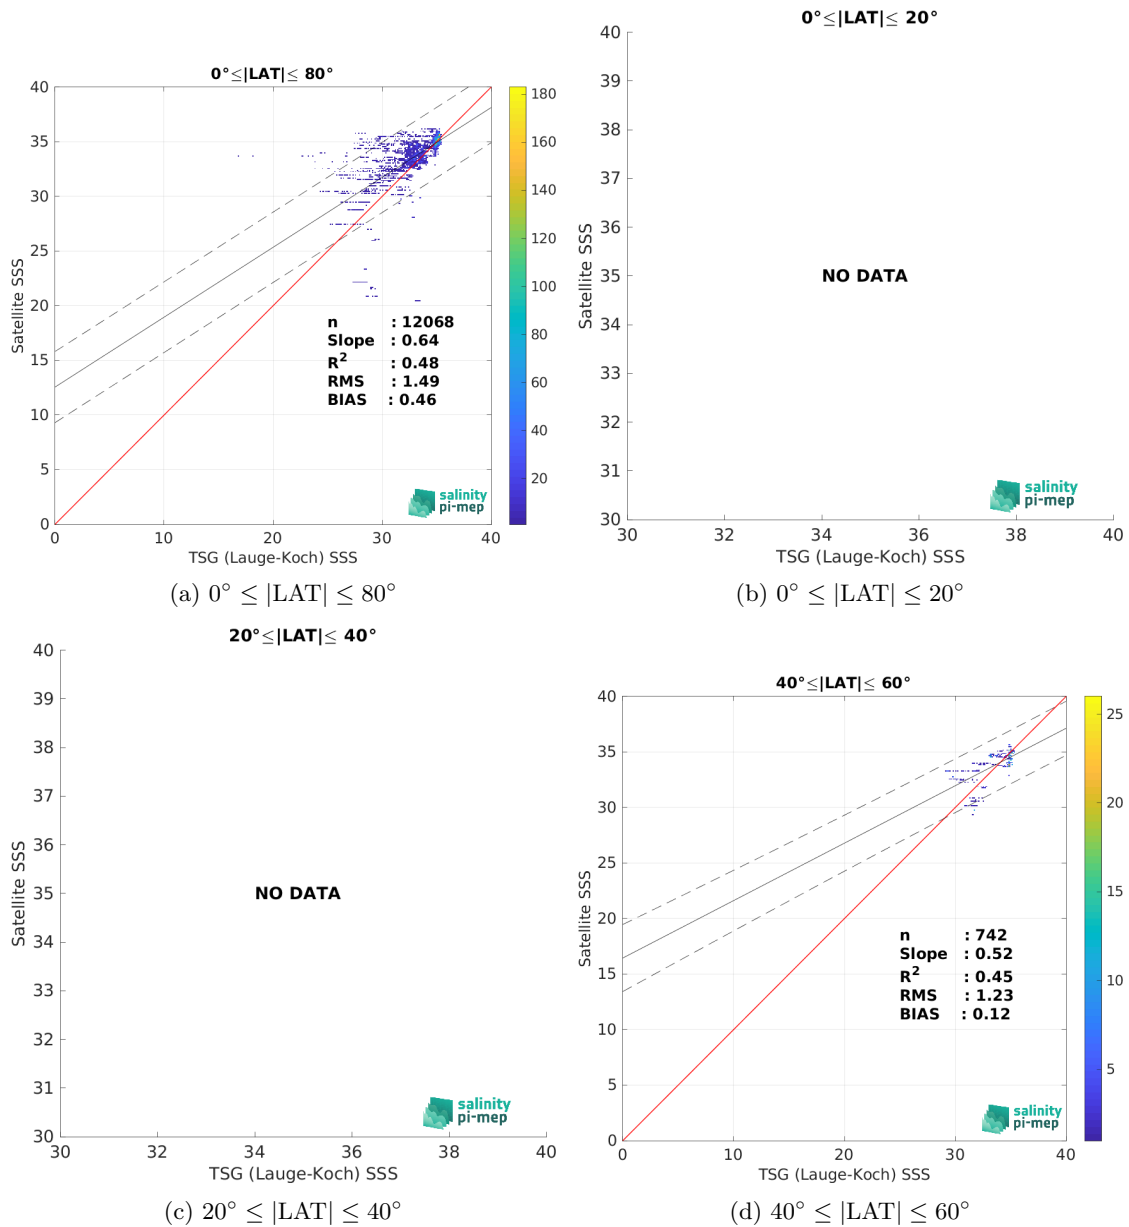 0°≤|LAT|≤ 80°
40
35
30
25
20
15
10
5
0
0
10
20
30
40
Satellite SSS
TSG (Lauge-Koch) SSS
n : 12068
Slope : 0.64
R² : 0.48
RMS : 1.49
BIAS : 0.46
salinity
pi-mep
180
160
140
120
100
80
60
40
20
(a) 0° ≤ |LAT| ≤ 80°
0°≤|LAT|≤ 20°
40
39
38
37
36
35
34
33
32
31
30
30
32
34
36
38
40
Satellite SSS
NO DATA
TSG (Lauge-Koch) SSS
salinity
pi-mep
(b) 0° ≤ |LAT| ≤ 20°
20°≤|LAT|≤ 40°
40
39
38
37
36
35
34
33
32
31
30
30
32
34
36
38
40
Satellite SSS
NO DATA
TSG (Lauge-Koch) SSS
salinity
pi-mep
(c) 20° ≤ |LAT| ≤ 40°
40°≤|LAT|≤ 60°
40
35
30
25
20
15
10
5
0
0
10
20
30
40
Satellite SSS
TSG (Lauge-Koch) SSS
n : 742
Slope : 0.52
R² : 0.45
RMS : 1.23
BIAS : 0.12
salinity
pi-mep
25
20
15
10
5
(d) 40° ≤ |LAT| ≤ 60°